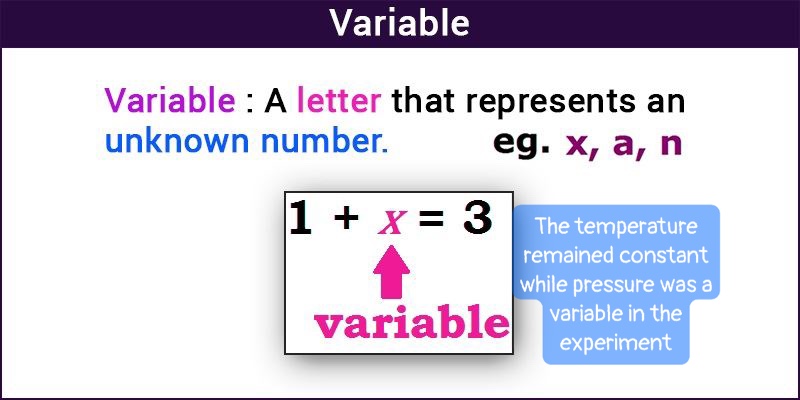 Variable
Variable : A letter that represents an
unknown number. eg. x, a, n
1 + x = 3
variable
The temperature
remained constant
while pressure was a
variable in the
experiment